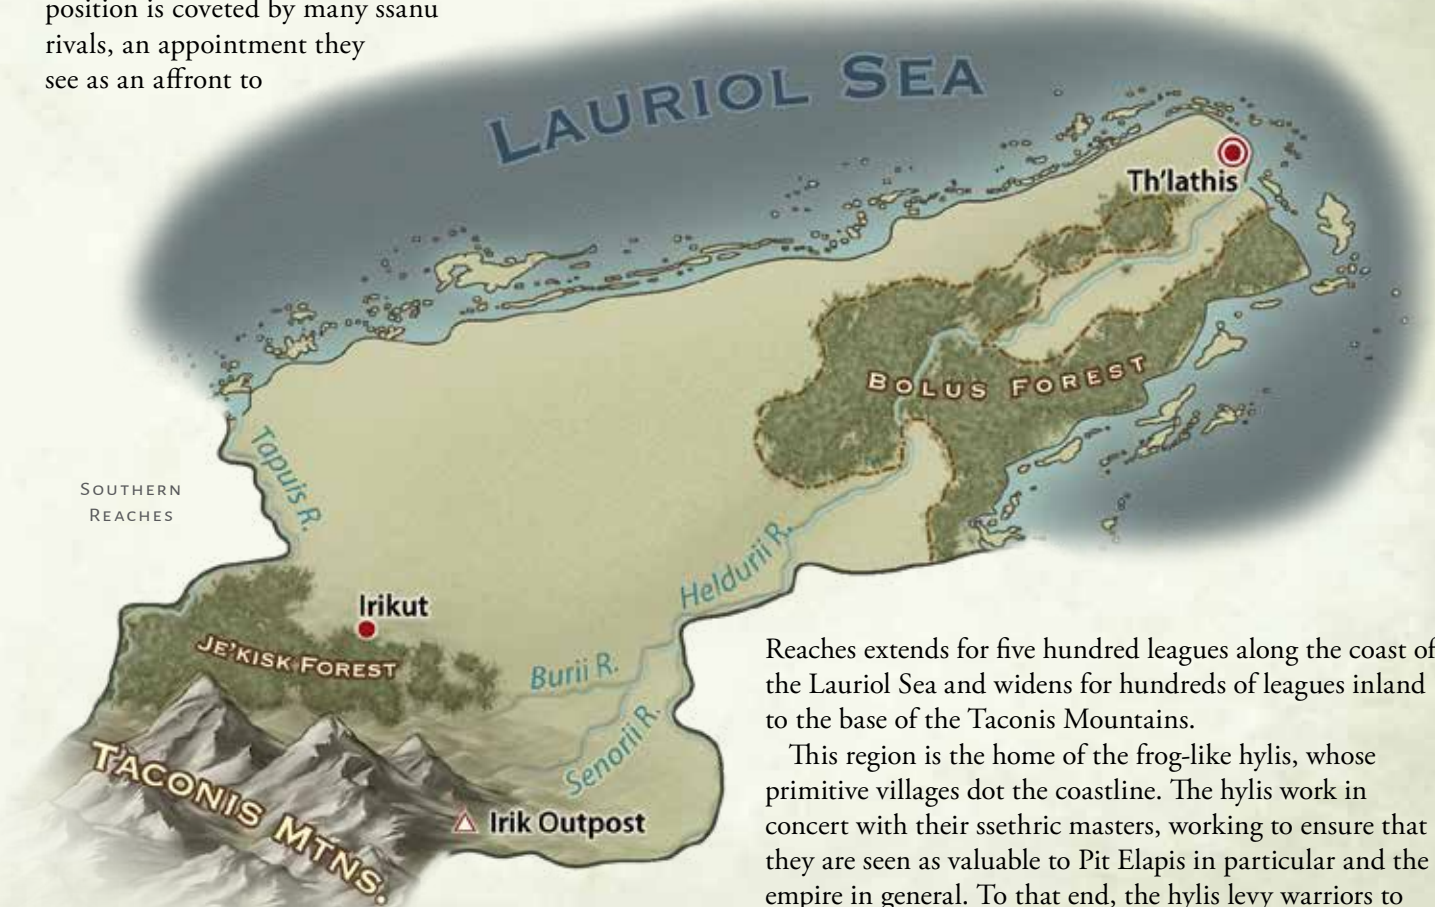 position is coveted by many ssanu
rivals, an appointment they
see as an affront to
LAURIOL SEA
Th'lathis
BOLUS FOREST
Tapuis R.
SOUTHERN
REACHES
Heldurii R.
Irikut
JE'KISK FOREST
Burii R.
Senorii R.
TACONIS MTNS.
Irik Outpost
Reaches extends for five hundred leagues along the coast of
the Lauriol Sea and widens for hundreds of leagues inland
to the base of the Taconis Mountains.
This region is the home of the frog-like hylis, whose
primitive villages dot the coastline. The hylis work in
concert with their ssethric masters, working to ensure that
they are seen as valuable to Pit Elapis in particular and the
empire in general. To that end, the hylis levy warriors to